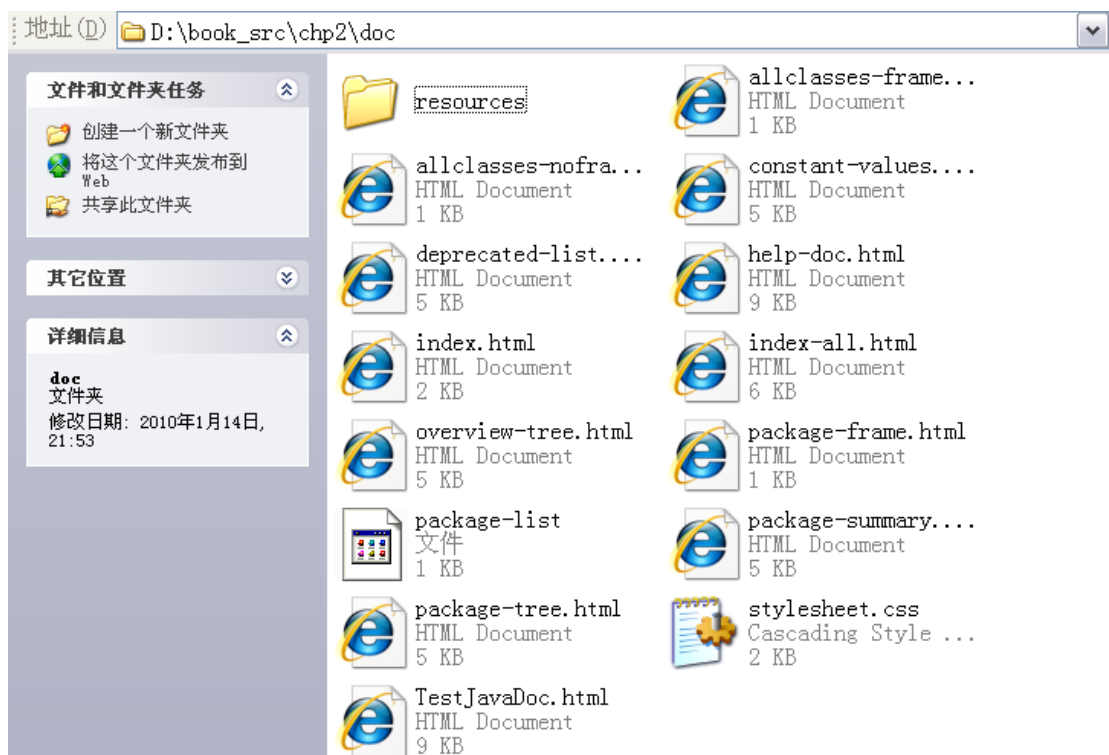 地址(D) D:\book_src\chp2\doc
文件和文件夹任务
创建一个新文件夹
将这个文件夹发布到
Web
共享此文件夹
其它位置
详细信息
doc
文件夹
修改日期: 2010年1月14日,
21:53
resources
allclasses-frame...
HTML Document
1 KB
allclasses-nofra...
HTML Document
1 KB
constant-values....
HTML Document
5 KB
deprecated-list....
HTML Document
5 KB
help-doc.html
HTML Document
9 KB
index.html
HTML Document
2 KB
index-all.html
HTML Document
6 KB
overview-tree.html
HTML Document
5 KB
package-frame.html
HTML Document
1 KB
package-list
文件
1 KB
package-summary....
HTML Document
5 KB
package-tree.html
HTML Document
5 KB
stylesheet.css
Cascading Style ...
2 KB
TestJavaDoc.html
HTML Document
9 KB